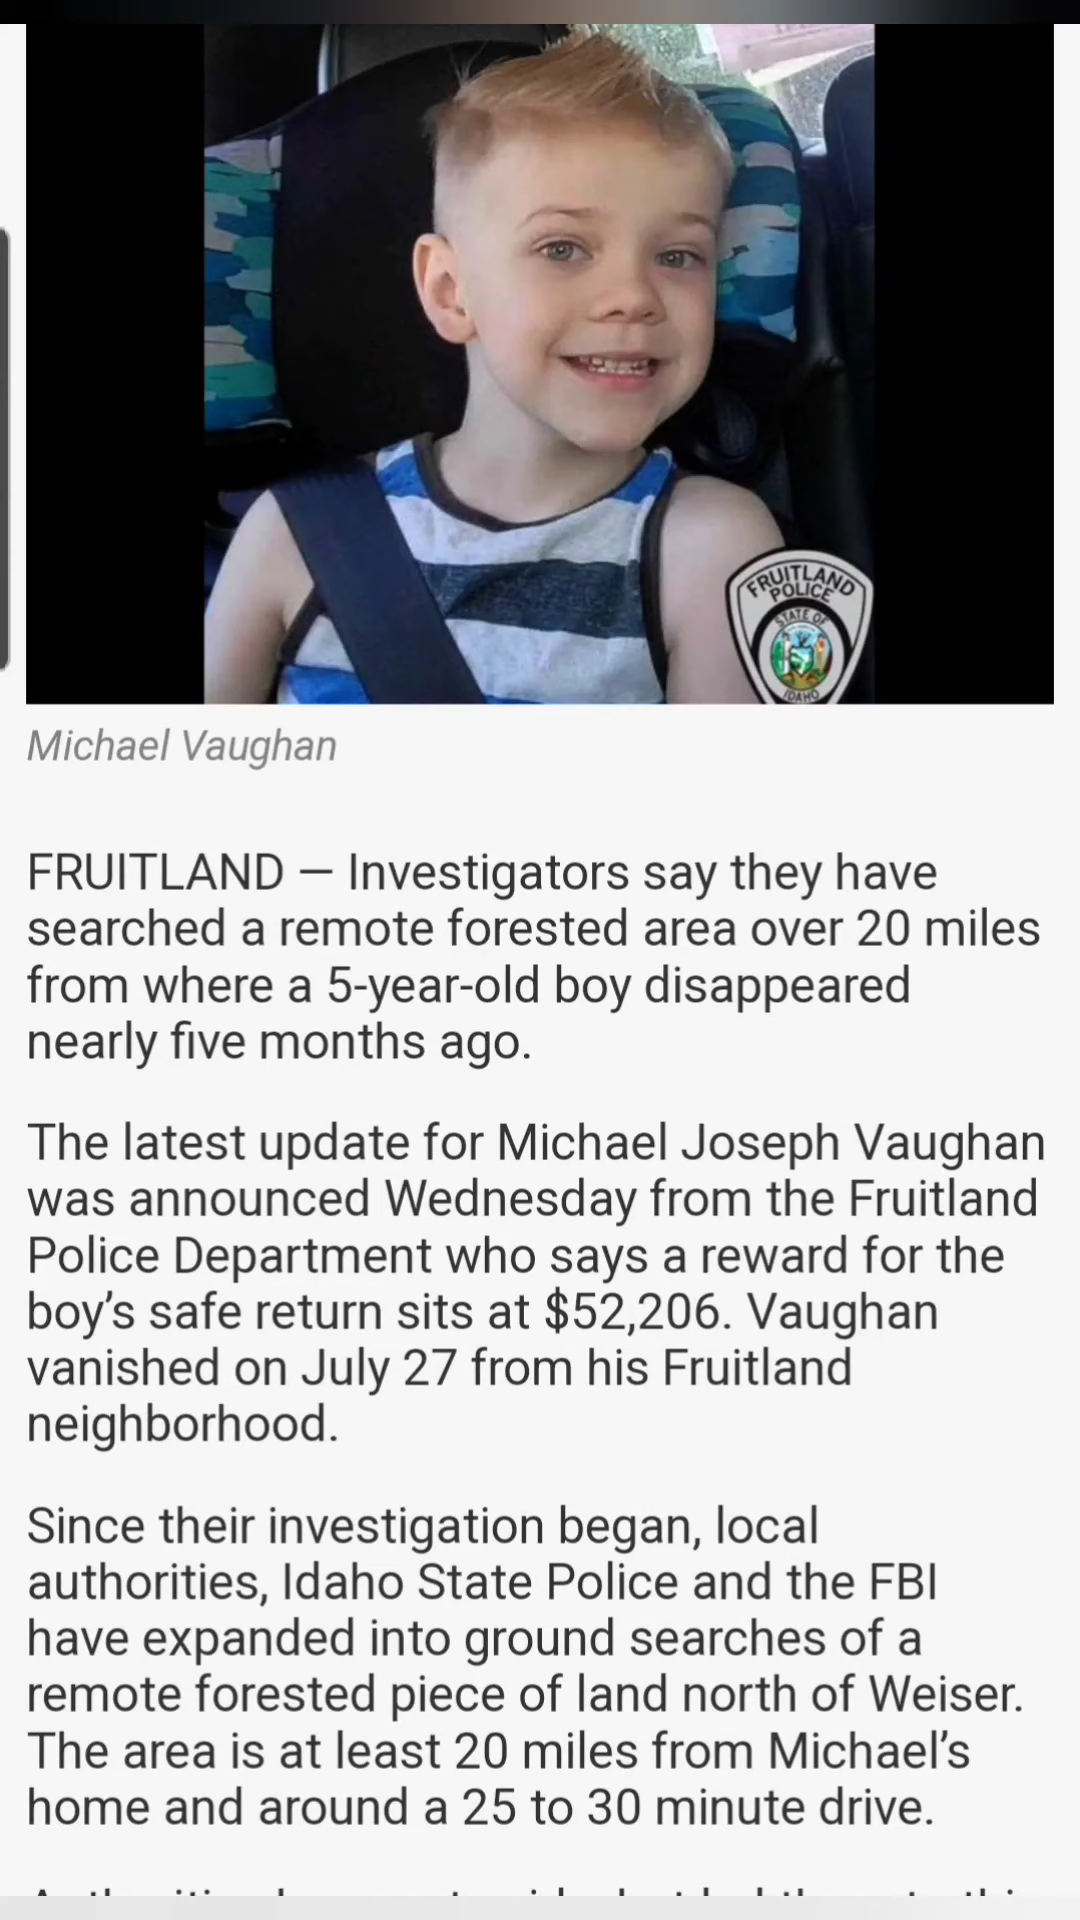 FRUITLAND
POLICE
STATE OF
IDAHO
Michael Vaughan
FRUITLAND — Investigators say they have
searched a remote forested area over 20 miles
from where a 5-year-old boy disappeared
nearly five months ago.
The latest update for Michael Joseph Vaughan
was announced Wednesday from the Fruitland
Police Department who says a reward for the
boy’s safe return sits at $52,206. Vaughan
vanished on July 27 from his Fruitland
neighborhood.
Since their investigation began, local
authorities, Idaho State Police and the FBI
have expanded into ground searches of a
remote forested piece of land north of Weiser.
The area is at least 20 miles from Michael’s
home and around a 25 to 30 minute drive.